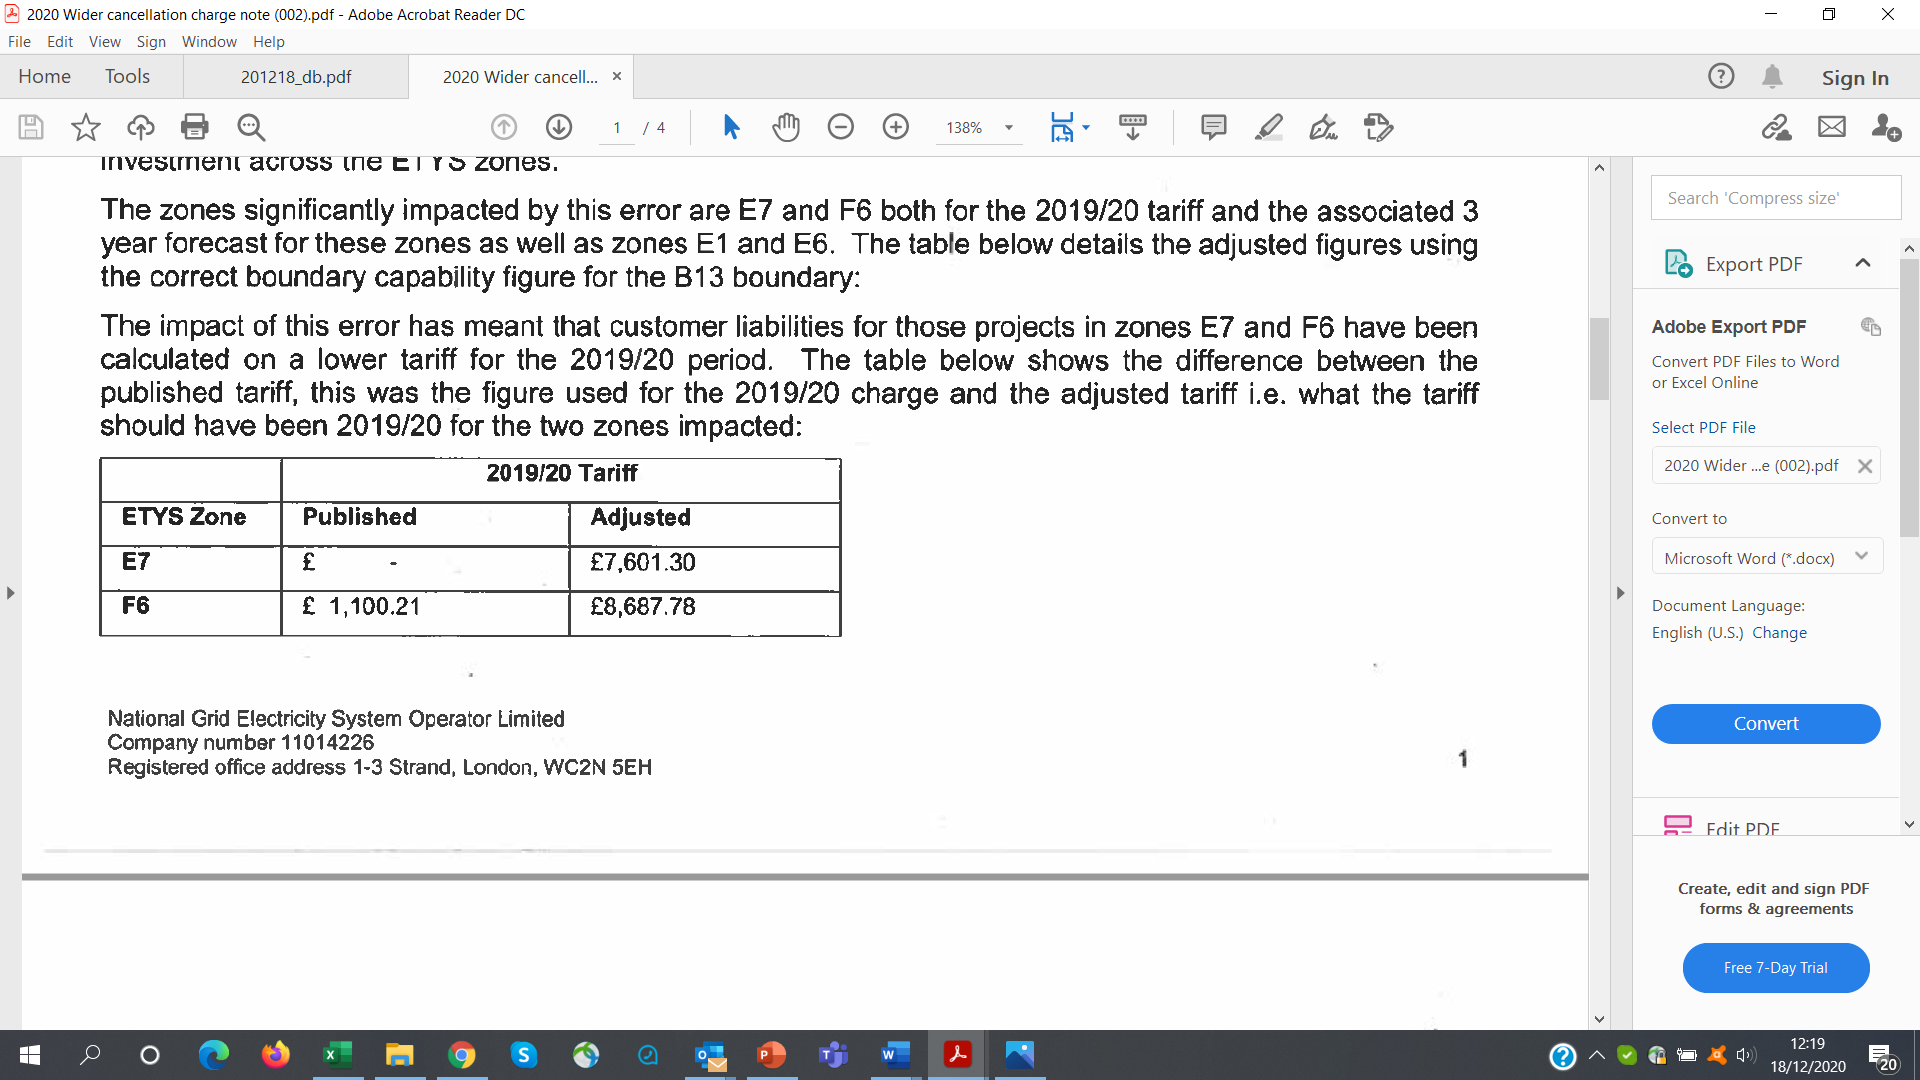 2020 Wider cancellation charge note (002).pdf - Adobe Acrobat Reader DC
File Edit View Sign Window Help
Home Tools 201218_db.pdf 2020 Wider cancell... ×
Sign In
1 / 4 138%
investment across the ETYS zones.
The zones significantly impacted by this error are E7 and F6 both for the 2019/20 tariff and the associated 3
year forecast for these zones as well as zones E1 and E6. The table below details the adjusted figures using
the correct boundary capability figure for the B13 boundary:
The impact of this error has meant that customer liabilities for those projects in zones E7 and F6 have been
calculated on a lower tariff for the 2019/20 period. The table below shows the difference between the
published tariff, this was the figure used for the 2019/20 charge and the adjusted tariff i.e. what the tariff
should have been 2019/20 for the two zones impacted:
2019/20 Tariff
ETYS Zone Published Adjusted
E7 £ - £7,601.30
F6 £ 1,100.21 £8,687.78
National Grid Electricity System Operator Limited
Company number 11014226
Registered office address 1-3 Strand, London, WC2N 5EH
1
Search 'Compress size'
Export PDF
Adobe Export PDF
Convert PDF Files to Word
or Excel Online
Select PDF File
2020 Wider ...e (002).pdf
Convert to
Microsoft Word (*.docx)
Document Language:
English (U.S.) Change
Convert
Edit PDF
Create, edit and sign PDF
forms & agreements
Free 7-Day Trial
12:19
18/12/2020
20